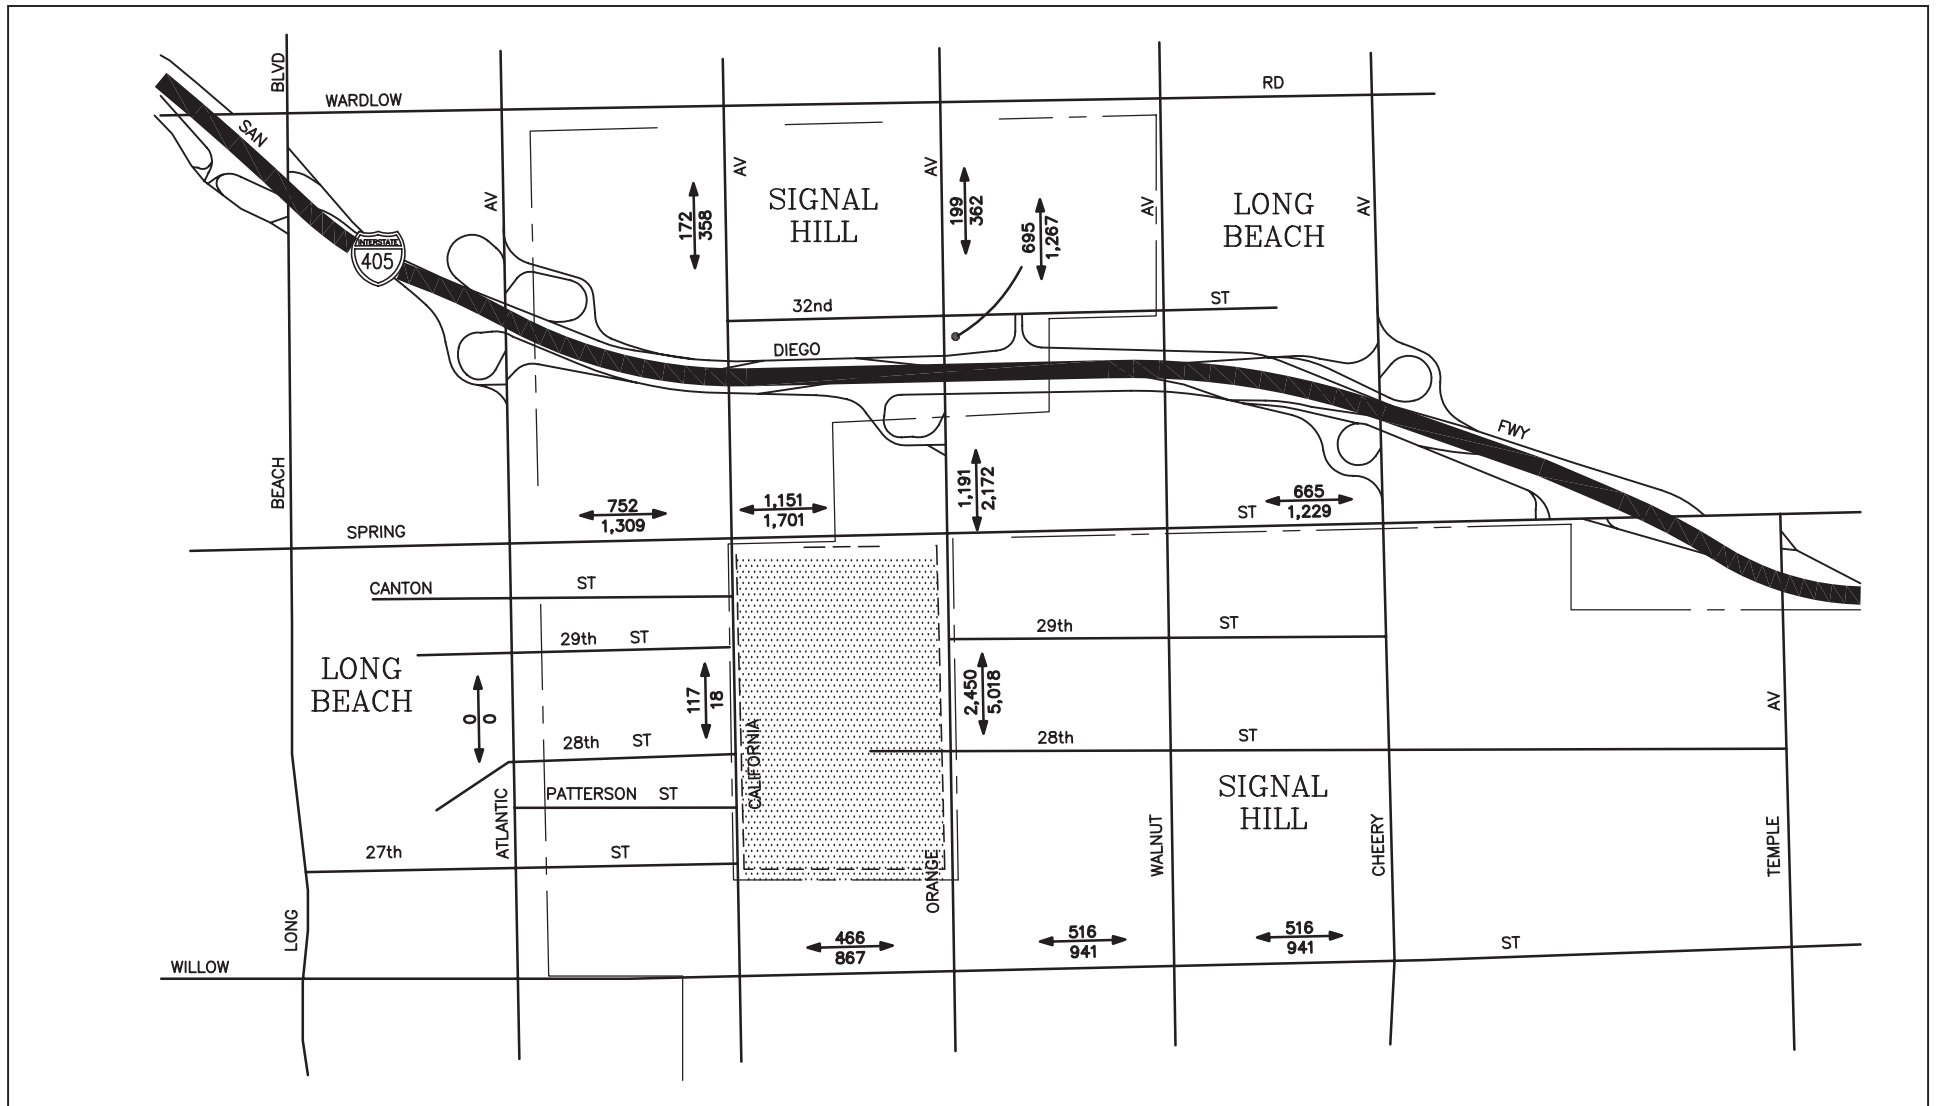 BLVD
WARDLOW
RD
SAN
AV
AV
AV
AV
AV
SIGNAL
HILL
LONG
BEACH
172
358
199
362
695
1,267
INTERSTATE
405
32nd
ST
DIEGO
FWY
BEACH
752
1,309
1,151
1,701
1,191
2,172
665
1,229
SPRING
ST
CANTON
ST
29th ST
29th
ST
LONG
BEACH
0
0
117
18
2,450
5,018
AV
28th ST
28th
ST
CALIFORNIA
PATTERSON ST
SIGNAL
HILL
ATLANTIC
27th
ST
ORANGE
WALNUT
CHEERY
TEMPLE
LONG
466
867
516
941
516
941
ST
WILLOW